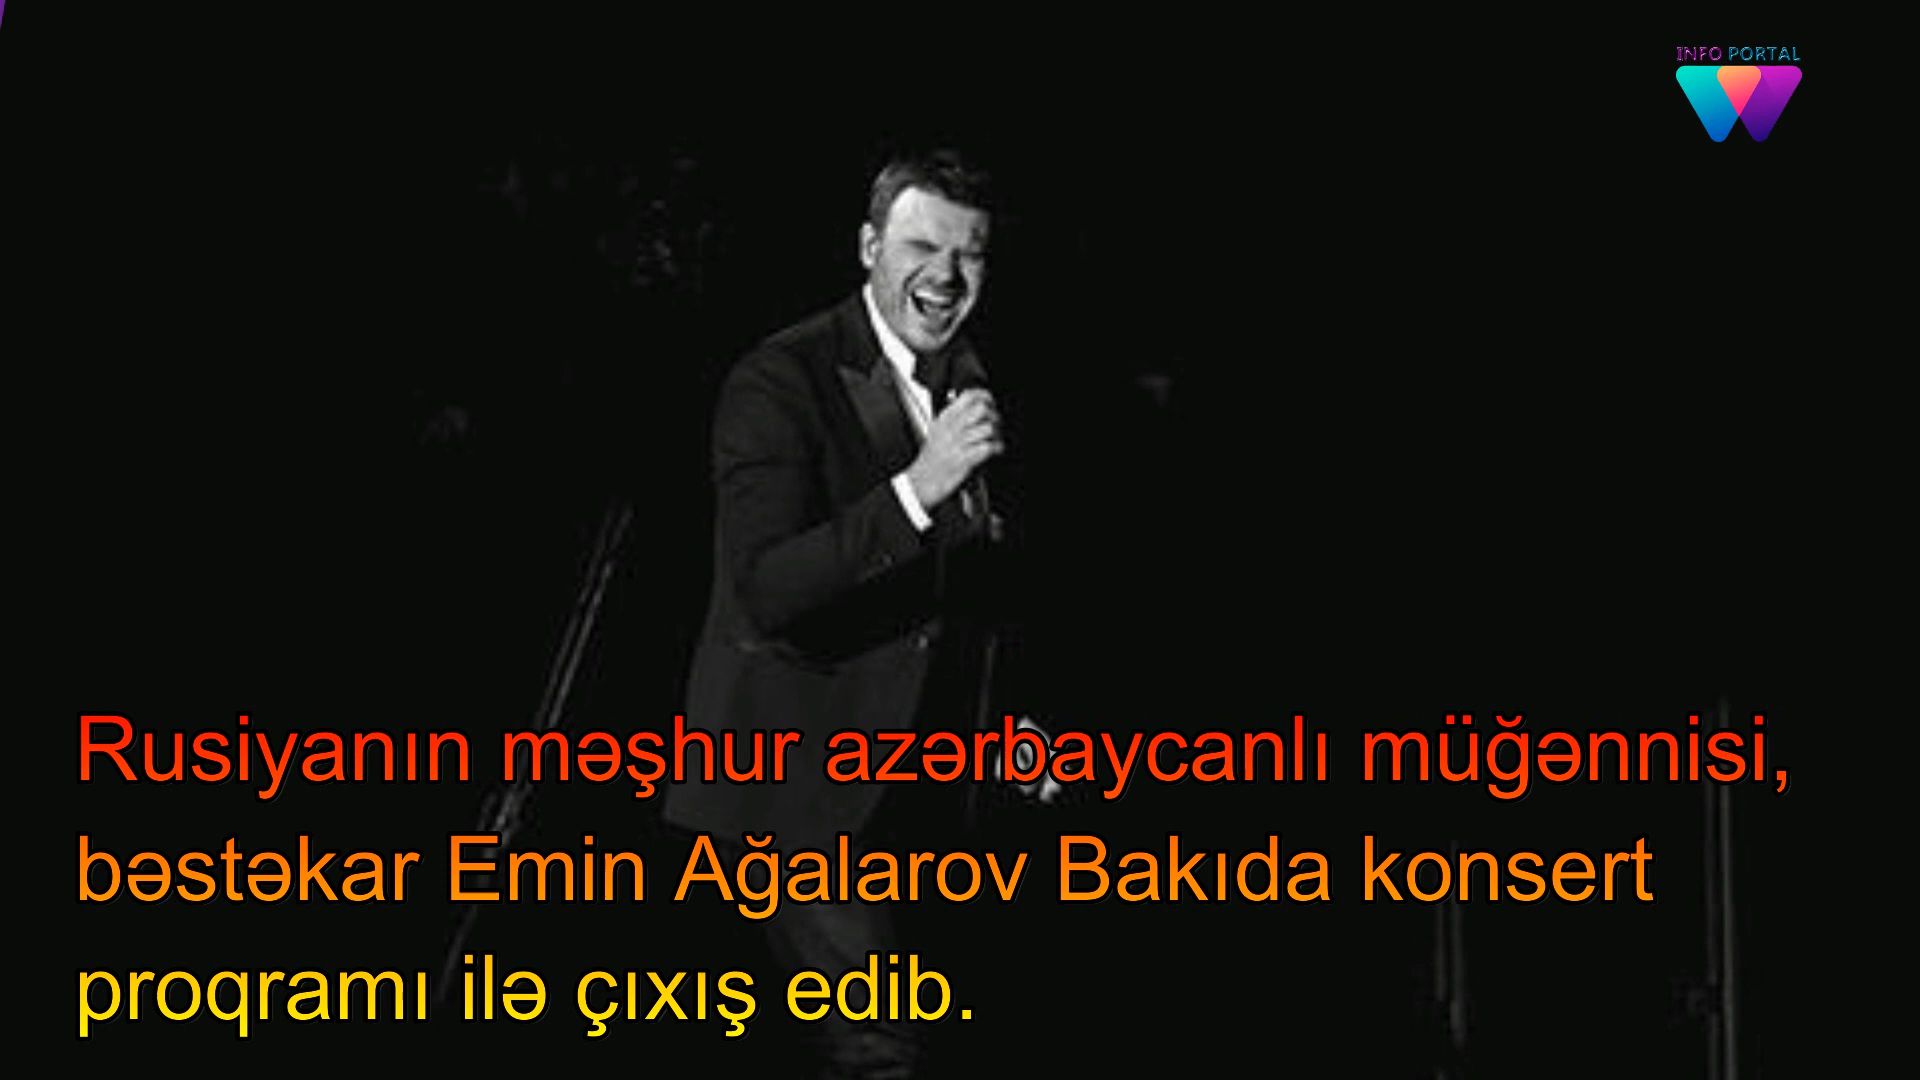 INFO PORTAL
Rusiyanın məşhur azərbaycanlı müğənnisi,
bəstəkar Emin Ağalarov Bakıda konsert
proqramı ilə çıxış edib.